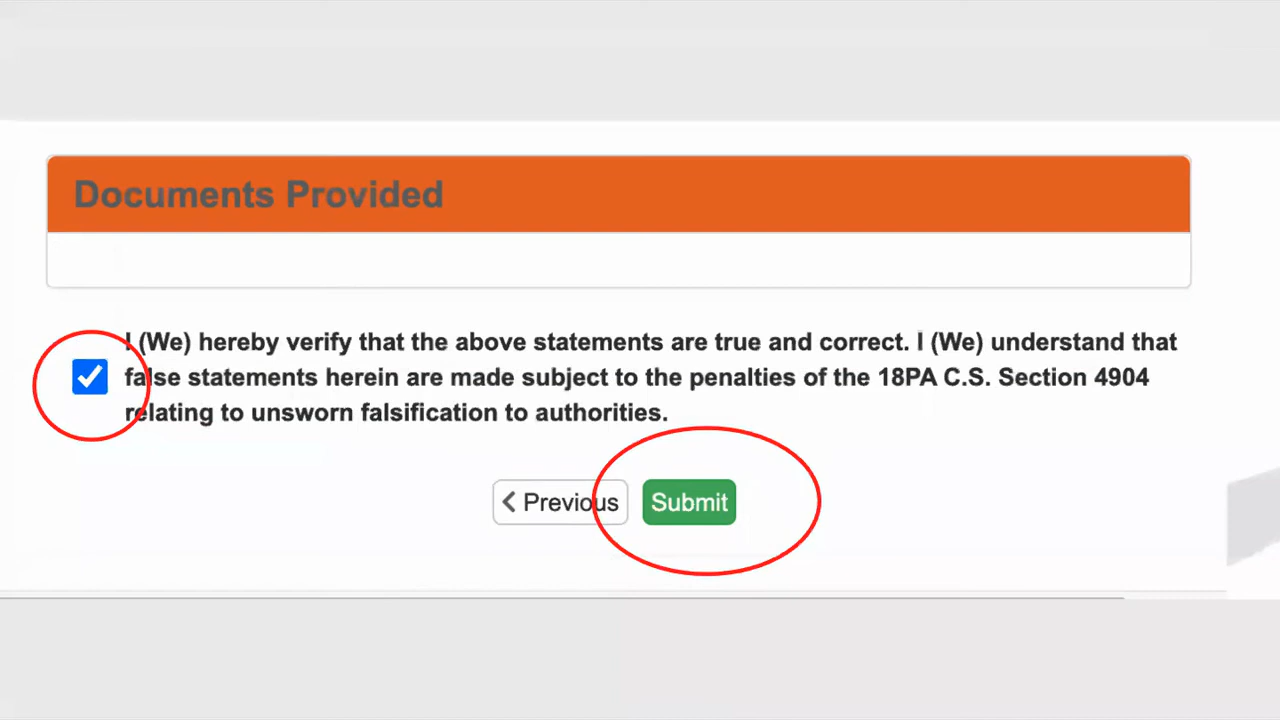 Documents Provided
I (We) hereby verify that the above statements are true and correct. I (We) understand that
false statements herein are made subject to the penalties of the 18PA C.S. Section 4904
relating to unsworn falsification to authorities.
Previous Submit